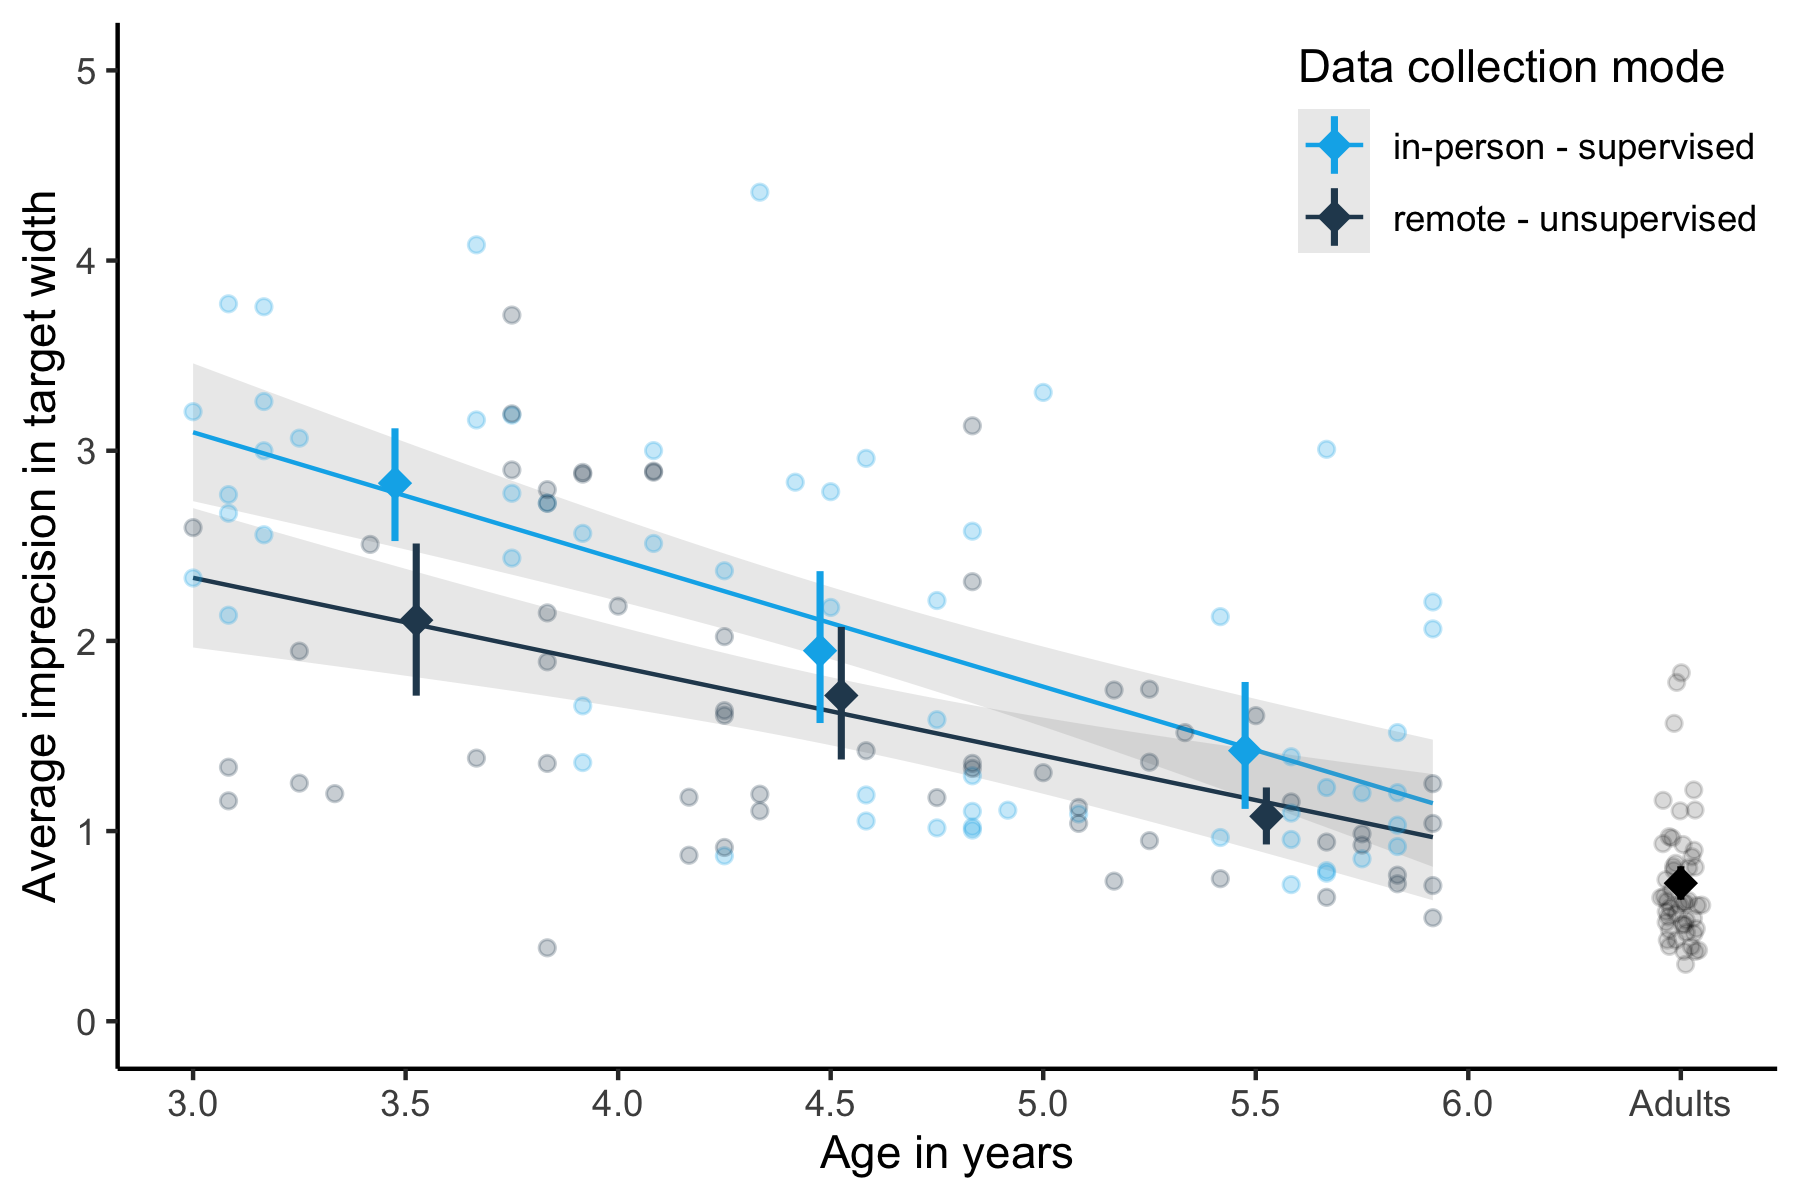 Data collection mode
in-person - supervised
remote - unsupervised
Average imprecision in target width
5
4
3
2
1
0
3.0 3.5 4.0 4.5 5.0 5.5 6.0 Adults
Age in years